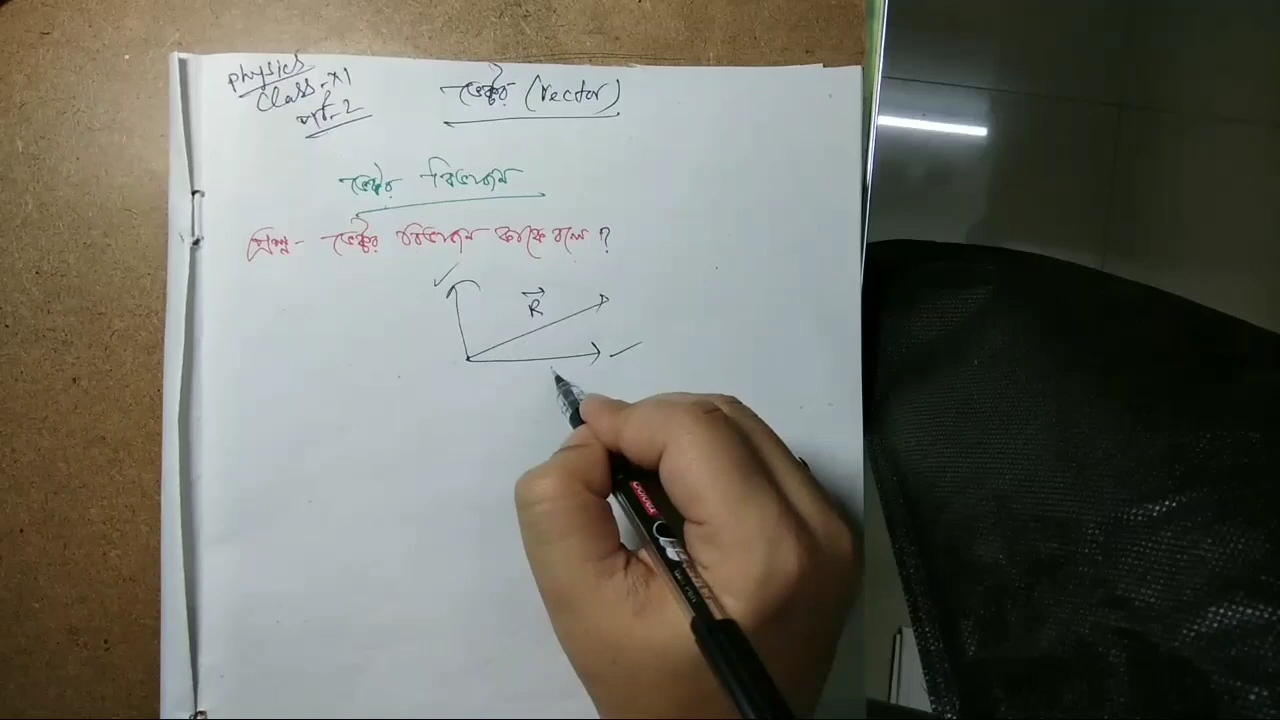 physics
Class-XI
part-2
ভেক্টর (vector)
ভেক্টর বিভাজন
প্রশ্ন- ভেক্টর বিভাজন কাকে বলে?
R